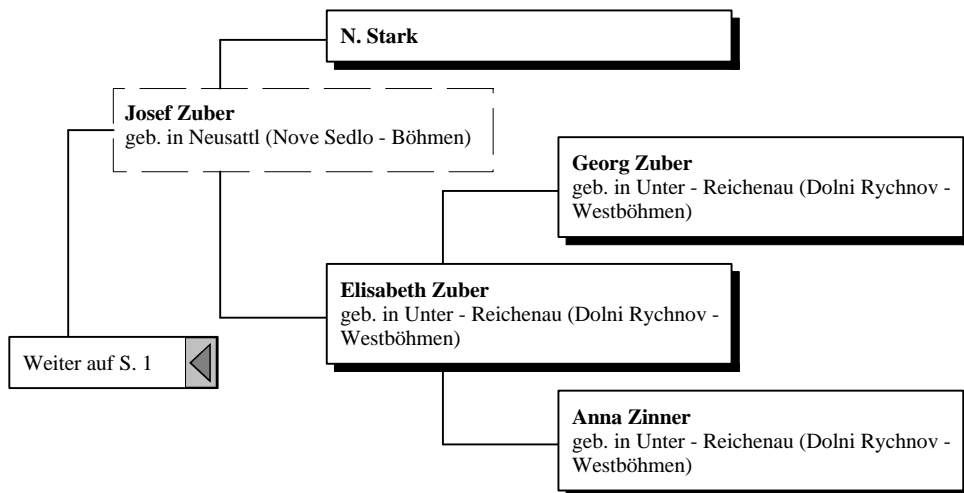 N. Stark
Josef Zuber
geb. in Neusattl (Nove Sedlo - Böhmen)
Georg Zuber
geb. in Unter - Reichenau (Dolni Rychnov -
Westböhmen)
Elisabeth Zuber
geb. in Unter - Reichenau (Dolni Rychnov -
Westböhmen)
Weiter auf S. 1
Anna Zinner
geb. in Unter - Reichenau (Dolni Rychnov -
Westböhmen)